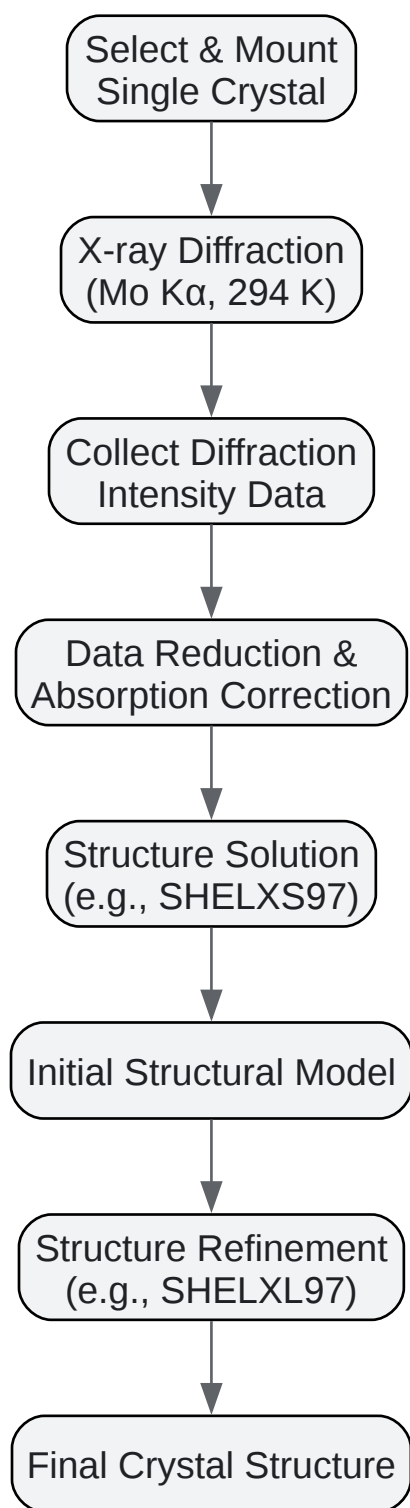 Select & Mount
Single Crystal
X-ray Diffraction
(Mo Kα, 294 K)
Collect Diffraction
Intensity Data
Data Reduction &
Absorption Correction
Structure Solution
(e.g., SHELXS97)
Initial Structural Model
Structure Refinement
(e.g., SHELXL97)
Final Crystal Structure